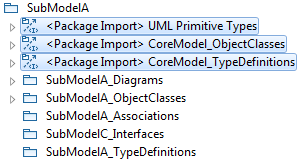 SubModelA
<Package Import> UML Primitive Types
<Package Import> CoreModel_ObjectClasses
<Package Import> CoreModel_TypeDefinitions
SubModelA_Diagrams
SubModelA_ObjectClasses
SubModelA_Associations
SubModelC_Interfaces
SubModelA_TypeDefinitions